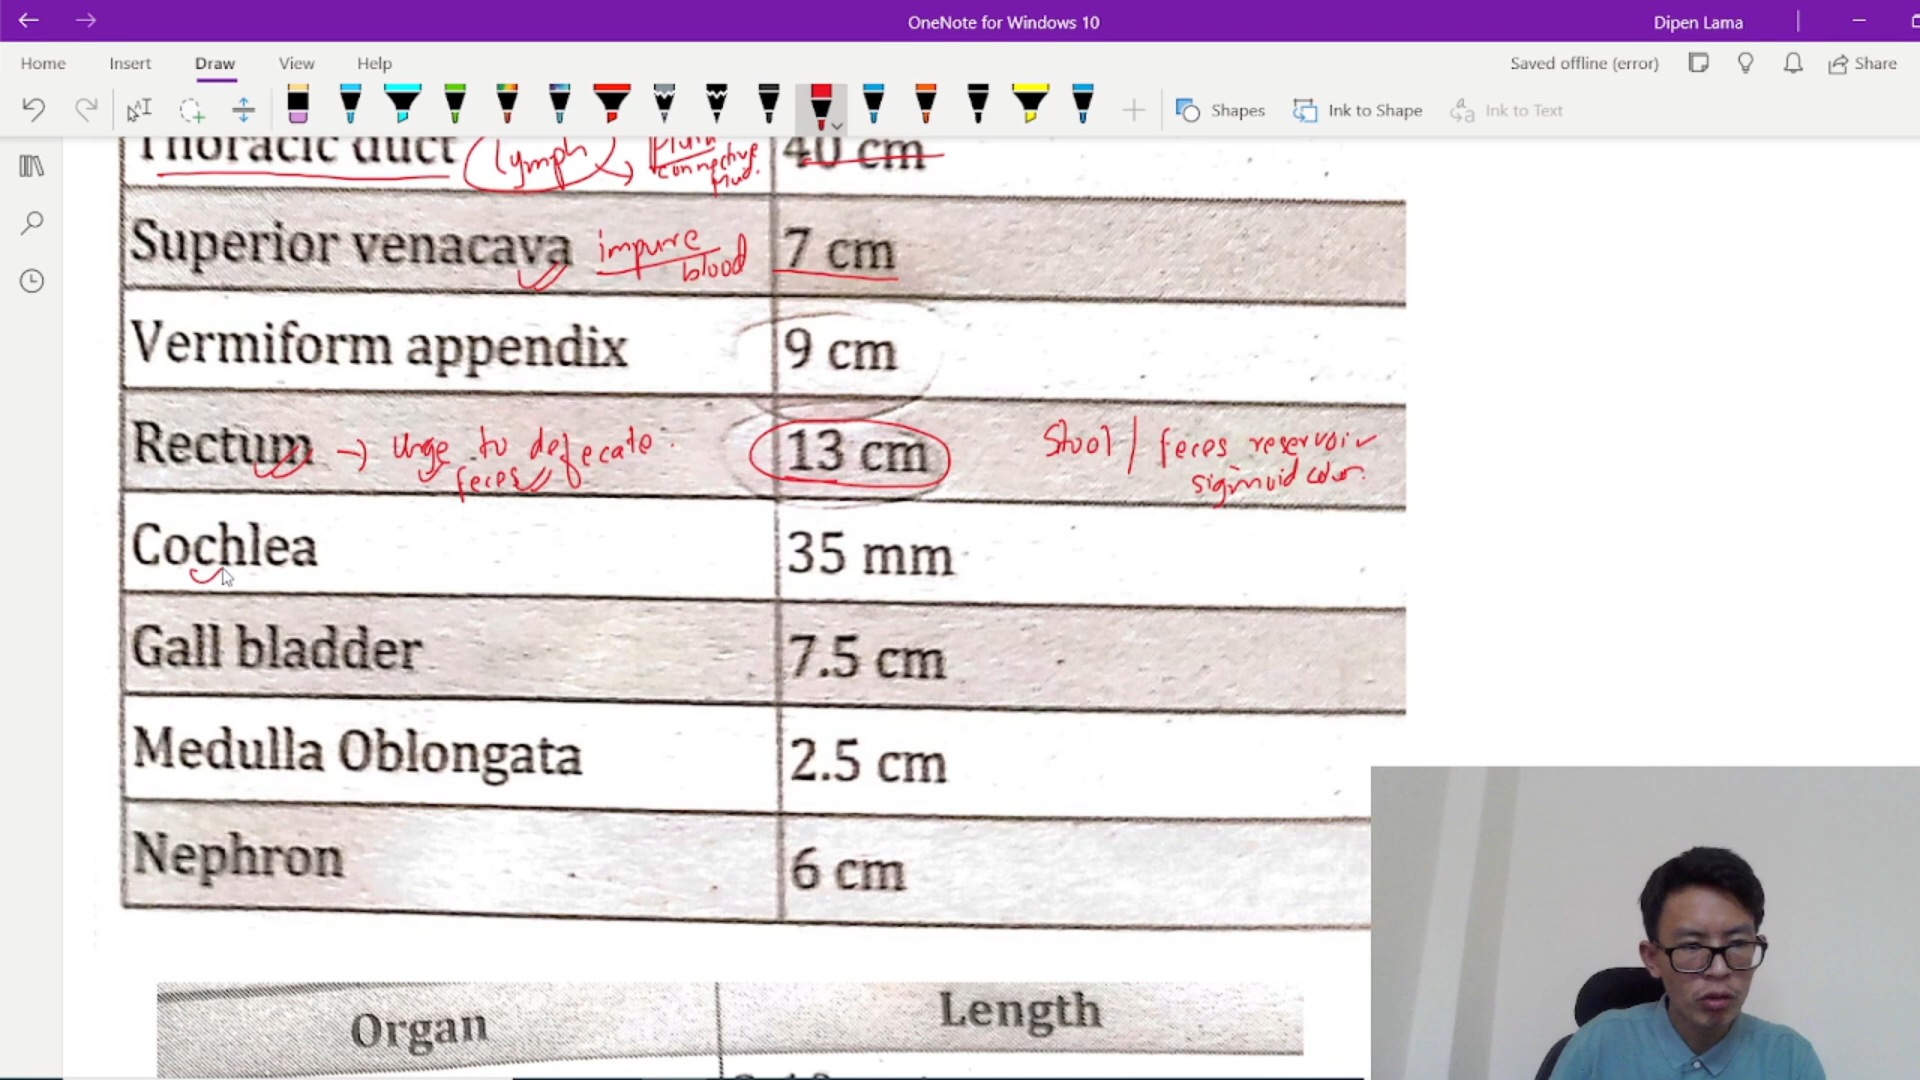 OneNote for Windows 10
Dipen Lama
Home Insert Draw View Help
Saved offline (error) Share
Shapes Ink to Shape Ink to Text
Thoracic duct (lymph) connective 40 cm
Superior venacava impure blood 7 cm
Vermiform appendix 9 cm
Rectum → Urge to defecate. feces 13 cm Stool / feces reservoir
sigmoid colon.
Cochlea 35 mm
Gall bladder 7.5 cm
Medulla Oblongata 2.5 cm
Nephron 6 cm
Organ Length